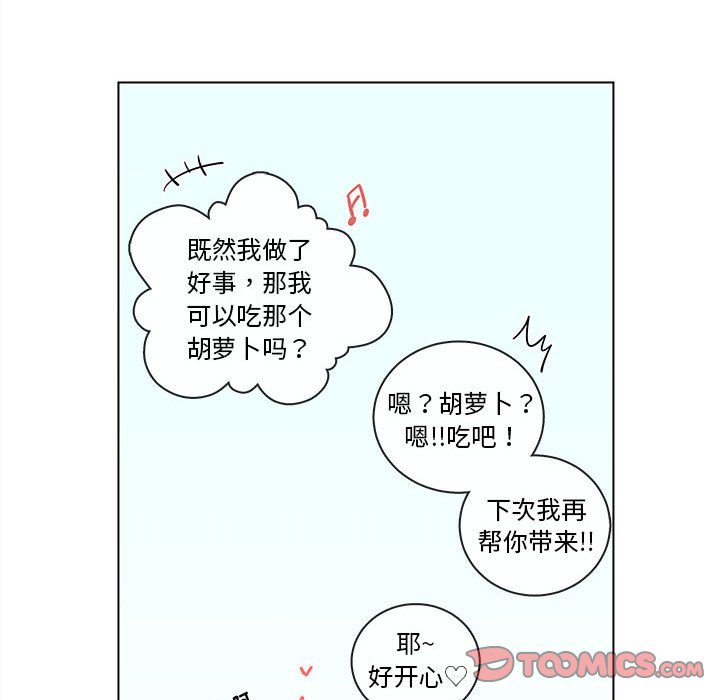 既然我做了
好事，那我
可以吃那个
胡萝卜吗？
嗯？胡萝卜？
嗯!!吃吧！
下次我再
帮你带来!!
耶~
好开心♡
TOOMICS.COM